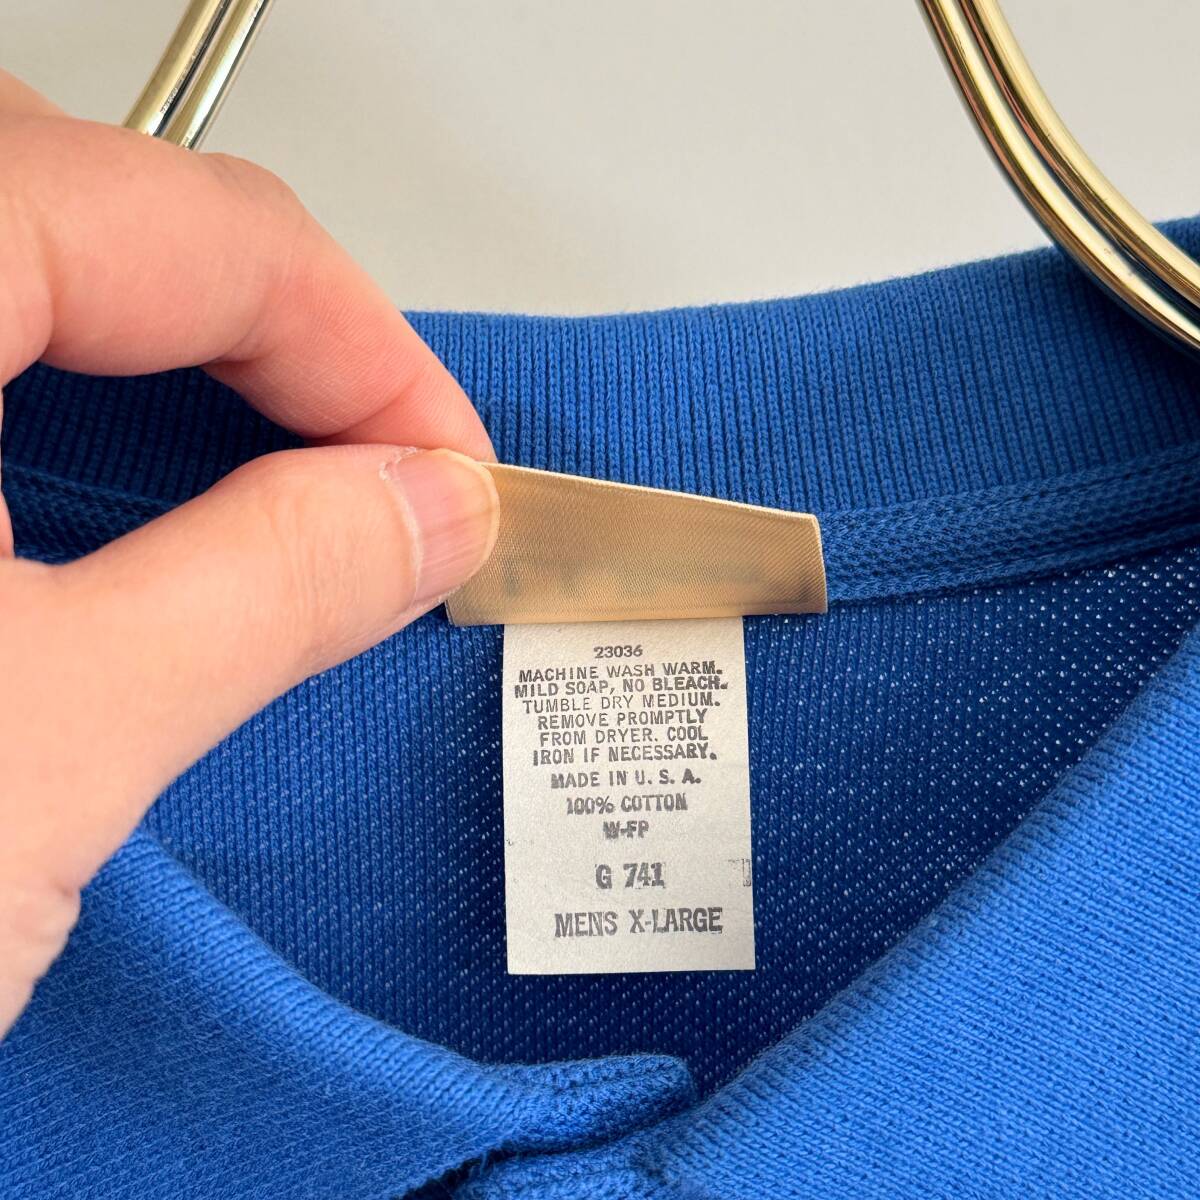 23036
MACHINE WASH WARM.
MILD SOAP, NO BLEACH.
TUMBLE DRY MEDIUM.
REMOVE PROMPTLY
FROM DRYER. COOL
IRON IF NECESSARY.
MADE IN U. S. A.
100% COTTON
W-FP
G 741
MENS X-LARGE